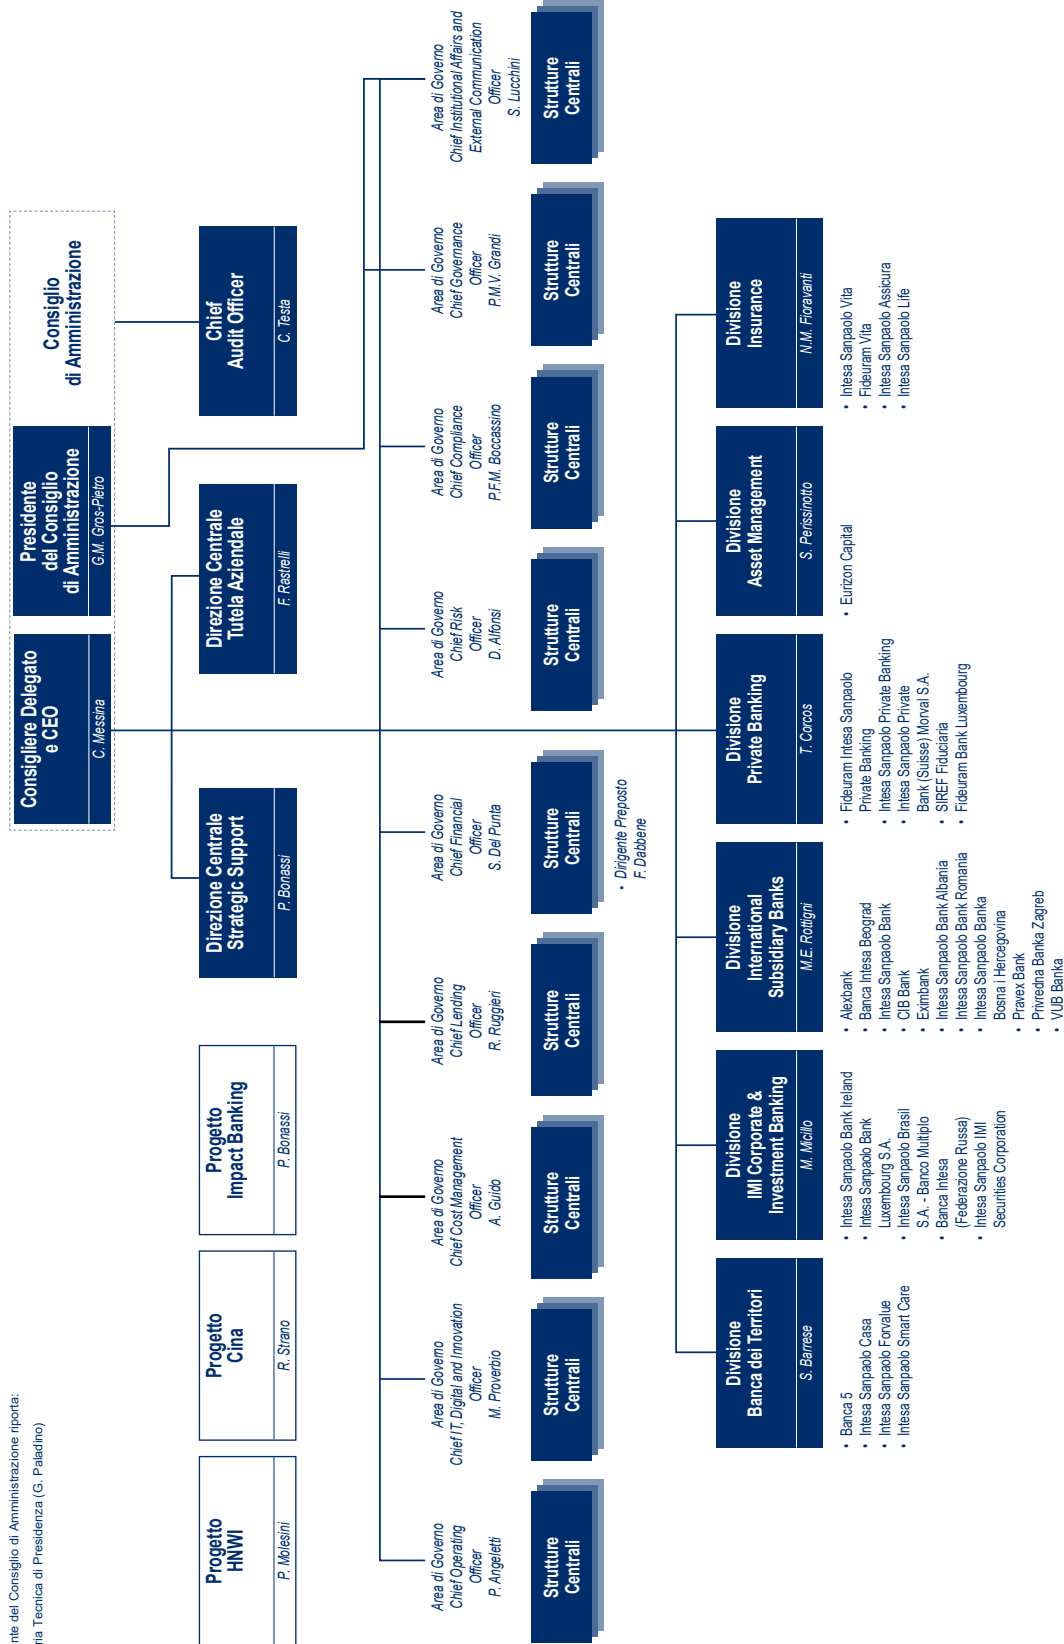 nte del Consiglio di Amministrazione riporta:
ria Tecnica di Presidenza (G. Paladino)
Consigliere Delegato
e CEO
C. Messina
Presidente
del Consiglio
di Amministrazione
G.M. Gros-Pietro
Consiglio
di Amministrazione
Progetto
HNWI
P. Molesini
Progetto
Cina
R. Strano
Progetto
Impact Banking
P. Bonassi
Direzione Centrale
Strategic Support
P. Bonassi
Direzione Centrale
Tutela Aziendale
F. Rastrelli
Chief
Audit Officer
C. Testa
Area di Governo
Chief Operating
Officer
P. Angeletti
Strutture
Centrali
Area di Governo
Chief IT, Digital and Innovation
Officer
M. Proverbio
Strutture
Centrali
Area di Governo
Chief Cost Management
Officer
A. Guido
Strutture
Centrali
Area di Governo
Chief Lending
Officer
R. Ruggieri
Strutture
Centrali
Area di Governo
Chief Financial
Officer
S. Del Punta
Strutture
Centrali
• Dirigente Preposto
F. Dabbene
Area di Governo
Chief Risk
Officer
D. Alfonsi
Strutture
Centrali
Area di Governo
Chief Compliance
Officer
P.F.M. Boccassino
Strutture
Centrali
Area di Governo
Chief Governance
Officer
P.M.V. Grandi
Strutture
Centrali
Area di Governo
Chief Institutional Affairs and
External Communication
Officer
S. Lucchini
Strutture
Centrali
Divisione
Banca dei Territori
S. Barrese
• Banca 5
• Intesa Sanpaolo Casa
• Intesa Sanpaolo Forvalue
• Intesa Sanpaolo Smart Care
Divisione
IMI Corporate &
Investment Banking
M. Micillo
• Intesa Sanpaolo Bank Ireland
• Intesa Sanpaolo Bank
Luxembourg S.A.
• Intesa Sanpaolo Brasil
S.A. - Banco Multiplo
• Banca Intesa
(Federazione Russa)
• Intesa Sanpaolo IMI
Securities Corporation
Divisione
International
Subsidiary Banks
M.E. Rottigni
• Alexbank
• Banca Intesa Beograd
• Intesa Sanpaolo Bank
• CIB Bank
• Eximbank
• Intesa Sanpaolo Bank Albania
• Intesa Sanpaolo Bank Romania
• Intesa Sanpaolo Banka
Bosna i Hercegovina
• Pravex Bank
• Privredna Banka Zagreb
• VUB Banka
Divisione
Private Banking
T. Corcos
• Fideuram Intesa Sanpaolo
Private Banking
• Intesa Sanpaolo Private Banking
• Intesa Sanpaolo Private
Bank (Suisse) Morval S.A.
• SIREF Fiduciaria
• Fideuram Bank Luxembourg
Divisione
Asset Management
S. Perissinotto
• Eurizon Capital
Divisione
Insurance
N.M. Fioravanti
• Intesa Sanpaolo Vita
• Fideuram Vita
• Intesa Sanpaolo Assicura
• Intesa Sanpaolo Life